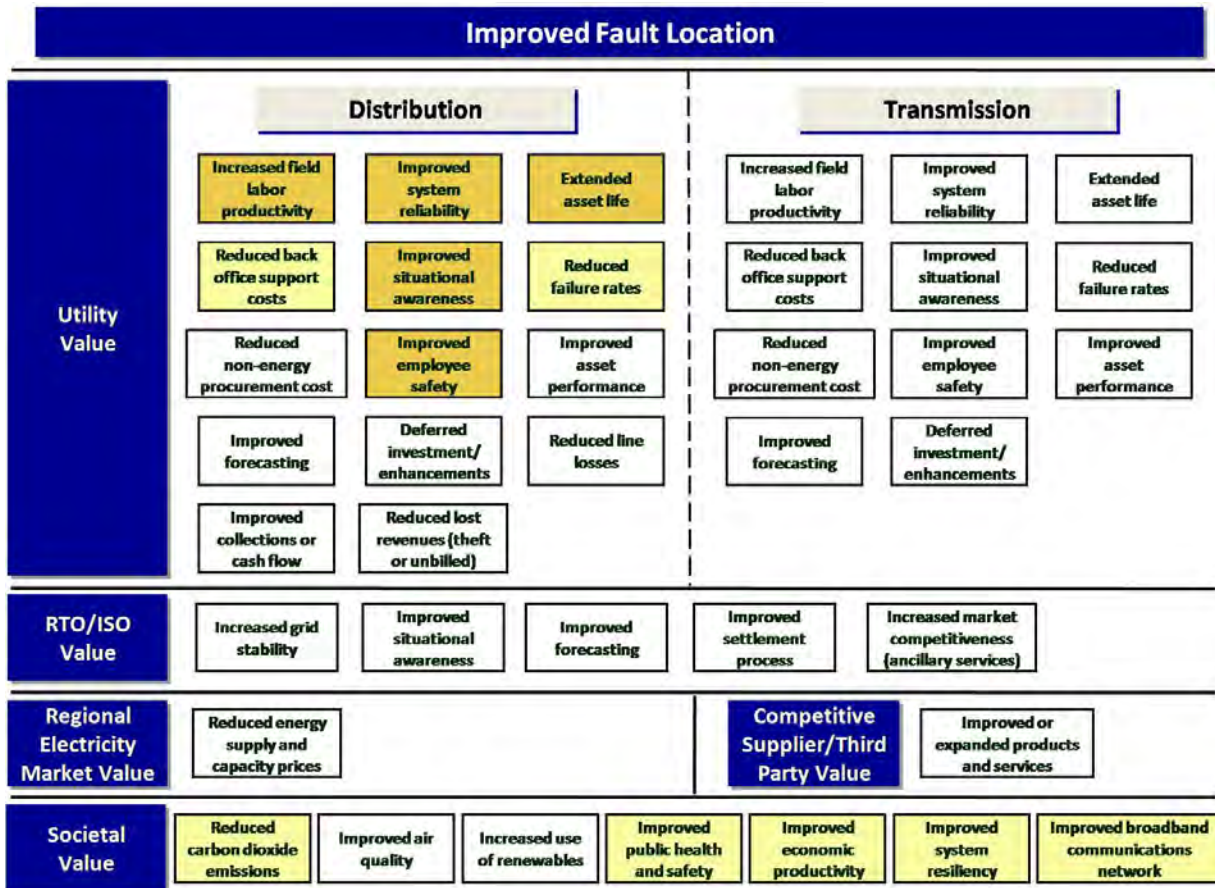 Improved Fault Location
Utility
Value
Distribution
Increased field
labor
productivity
Improved
system
reliability
Extended
asset life
Reduced back
office support
costs
Improved
situational
awareness
Reduced
failure rates
Reduced
non-energy
procurement cost
Improved
employee
safety
Improved
asset
performance
Improved
forecasting
Deferred
investment/
enhancements
Reduced line
losses
Improved
collections or
cash flow
Reduced lost
revenues (theft
or unbilled)
Transmission
Increased field
labor
productivity
Improved
system
reliability
Extended
asset life
Reduced back
office support
costs
Improved
situational
awareness
Reduced
failure rates
Reduced
non-energy
procurement cost
Improved
employee
safety
Improved
asset
performance
Improved
forecasting
Deferred
investment/
enhancements
RTO/ISO
Value
Increased grid
stability
Improved
situational
awareness
Improved
forecasting
Improved
settlement
process
Increased market
competitiveness
(ancillary services)
Regional
Electricity
Market Value
Reduced energy
supply and
capacity prices
Competitive
Supplier/Third
Party Value
Improved or
expanded products
and services
Societal
Value
Reduced
carbon dioxide
emissions
Improved air
quality
Increased use
of renewables
Improved
public health
and safety
Improved
economic
productivity
Improved
system
resiliency
Improved broadband
communications
network